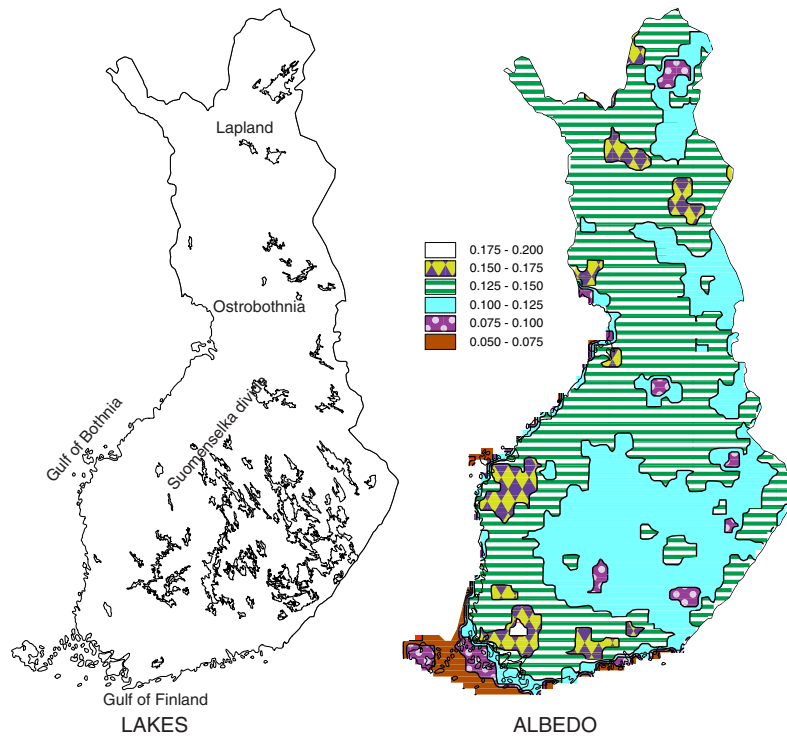 Lapland
Ostrobothnia
Gulf of Bothnia
Suomenselka divide
Gulf of Finland
LAKES
0.175 - 0.200
0.150 - 0.175
0.125 - 0.150
0.100 - 0.125
0.075 - 0.100
0.050 - 0.075
ALBEDO